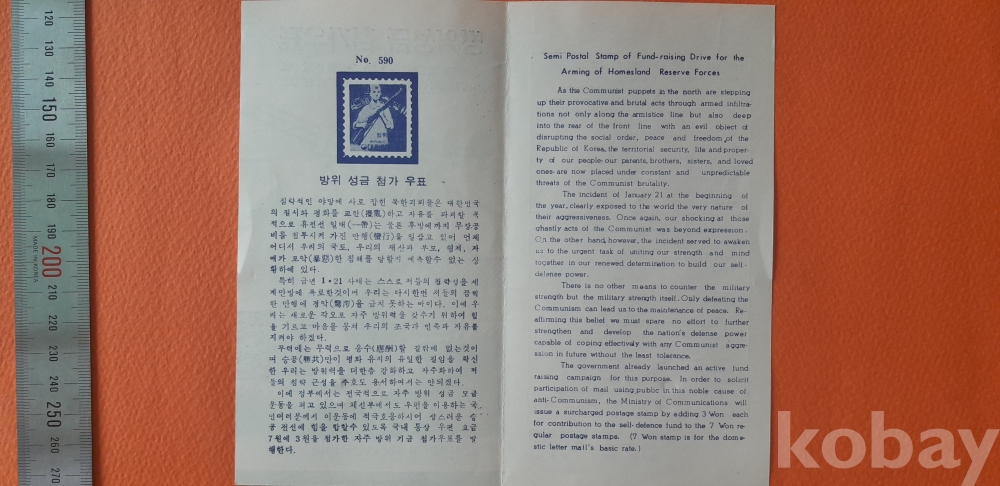 No. 590
방위 성금 첨가 우표
침략적인 야망에 사로 잡힌 북한괴뢰들은 대한민국
의 질서와 평화를 교란(攪亂)하고 자유를 파괴할 목
적으로 휴전선 일대(一帶)는 물론 후방에까지 무장공
비를 침투시켜 가진 만행(蠻行)을 일삼고 있어 언제
어디서 우리의 국토, 우리의 재산과 부모, 형제, 자
매가 포악(暴惡)한 침해를 당할지 예측할수 없는 상
황하에 있다.
특히 금년 1·21 사태는 스스로 저들의 침략성을 세
계만방에 폭로한것이며 우리는 다시한번 저들의
한 만행에 경악(驚愕)을 금치 못하는 바이다. 이에 우
리는 새로운 각오로 자주 방위력을 갖추기 위하여 힘
을 기르고 마음을 뭉쳐 우리의 조국과 민족과 자유를
지켜야 하겠다.
무력에는 무력으로 응수(應酬)할 길밖에 없는것이
며 승공(勝共)만이 평화 유지의 유일한 길임을 확신
한 우리는 방위력을 더한층 강화하고 자주화하여 저
들의 침략 근성을 추호도 용서하여서는 안되겠다.
이에 정부에서는 전국적으로 자주 방위 성금 모금
운동을 펴고 있으며 체신부에서도 우편을 이용하는 국
민여러분께서 이운동에 적극호응하시어 성스러운 승
공 전선에 힘을 합할수 있도록 국내 통상 우편 요금
7원에 3원을 첨가한 자주 방위 기금 첨가우표를 발
행한다.
Semi Postal Stamp of Fund-raising Drive for the
Arming of Homesland Reserve Forces
As the Communist puppets in the north are stepping
up their provocative and brutal acts through armed infiltra-
tions not only along the armistice line but also deep
into the rear of the front line with an evil object of
disrupting the social order, peace and freedom of the
Republic of Korea, the territorial security, life and proper-
ty of our people-our parents, brothers, sisters, and loved
ones-are now placed under constant and unpredictable
threats of the Communist brutality.
The incident of January 21 at the beginning of
the year, clearly exposed to the world the very nature of
their aggressiveness. Once again, our shocking at those
ghastly acts of the Communist was beyond expression.
On the other hand, however, the incident served to awaken
us to the urgent task of uniting our strength and mind
together in our renewed determination to build our self-
defense power.
There is no other means to counter the military
strength but the military strength itself. Only defeating the
Communism can lead us to the maintenance of peace. Re-
affirming this belief we must spare no effort to further
strengthen and develop the nation's defense power
capable of coping effectively with any Communist aggre-
ssion in future without the least tolerance.
The government already launched an active fund
raising campaign for this purpose. In order to solicit
participation of mail using public in this noble cause of
anti-Communism, the Ministry of Communications will
issue a surcharged postage stamp by adding 3 Won each
for contribution to the self-defence fund to the 7 Won re-
gular postage stamps. (7 Won stamp is for the dome-
stic letter mail's basic rate.)
120
130
140
150
160
170
180
190
200
210
220
230
240
250
260
270
MADE IN KOREA
kobay